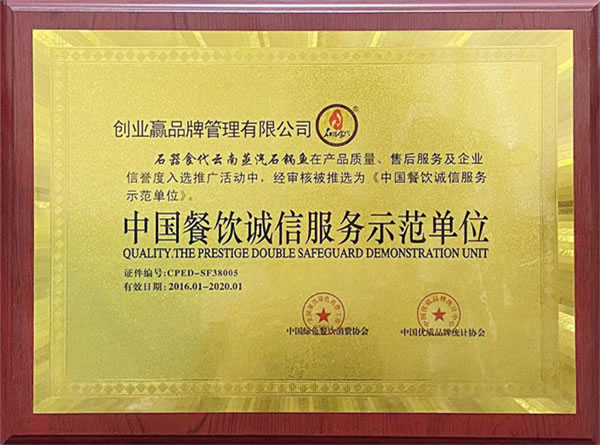 创业赢品牌管理有限公司
®
石器食代云南蒸汽石锅鱼在产品质量、售后服务及企业
信誉度入选推广活动中，经审核被推选为《中国餐饮诚信服务
示范单位》。
中国餐饮诚信服务示范单位
QUALITY.THE PRESTIGE DOUBLE SAFEGUARD DEMONSTRATION UNIT
证件编号:CPED-SF38005
有效日期:2016.01-2020.01
中国绿色餐饮消费协会
中国优质品牌统计协会